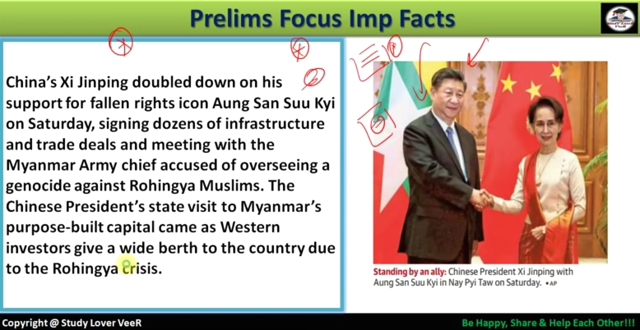 Prelims Focus Imp Facts
China's Xi Jinping doubled down on his
support for fallen rights icon Aung San Suu Kyi
on Saturday, signing dozens of infrastructure
and trade deals and meeting with the
Myanmar Army chief accused of overseeing a
genocide against Rohingya Muslims. The
Chinese President's state visit to Myanmar's
purpose-built capital came as Western
investors give a wide berth to the country due
to the Rohingya crisis.
Standing by an ally: Chinese President Xi Jinping with
Aung San Suu Kyi in Nay Pyi Taw on Saturday. • AP
Copyright @ Study Lover VeeR
Be Happy, Share & Help Each Other!!!